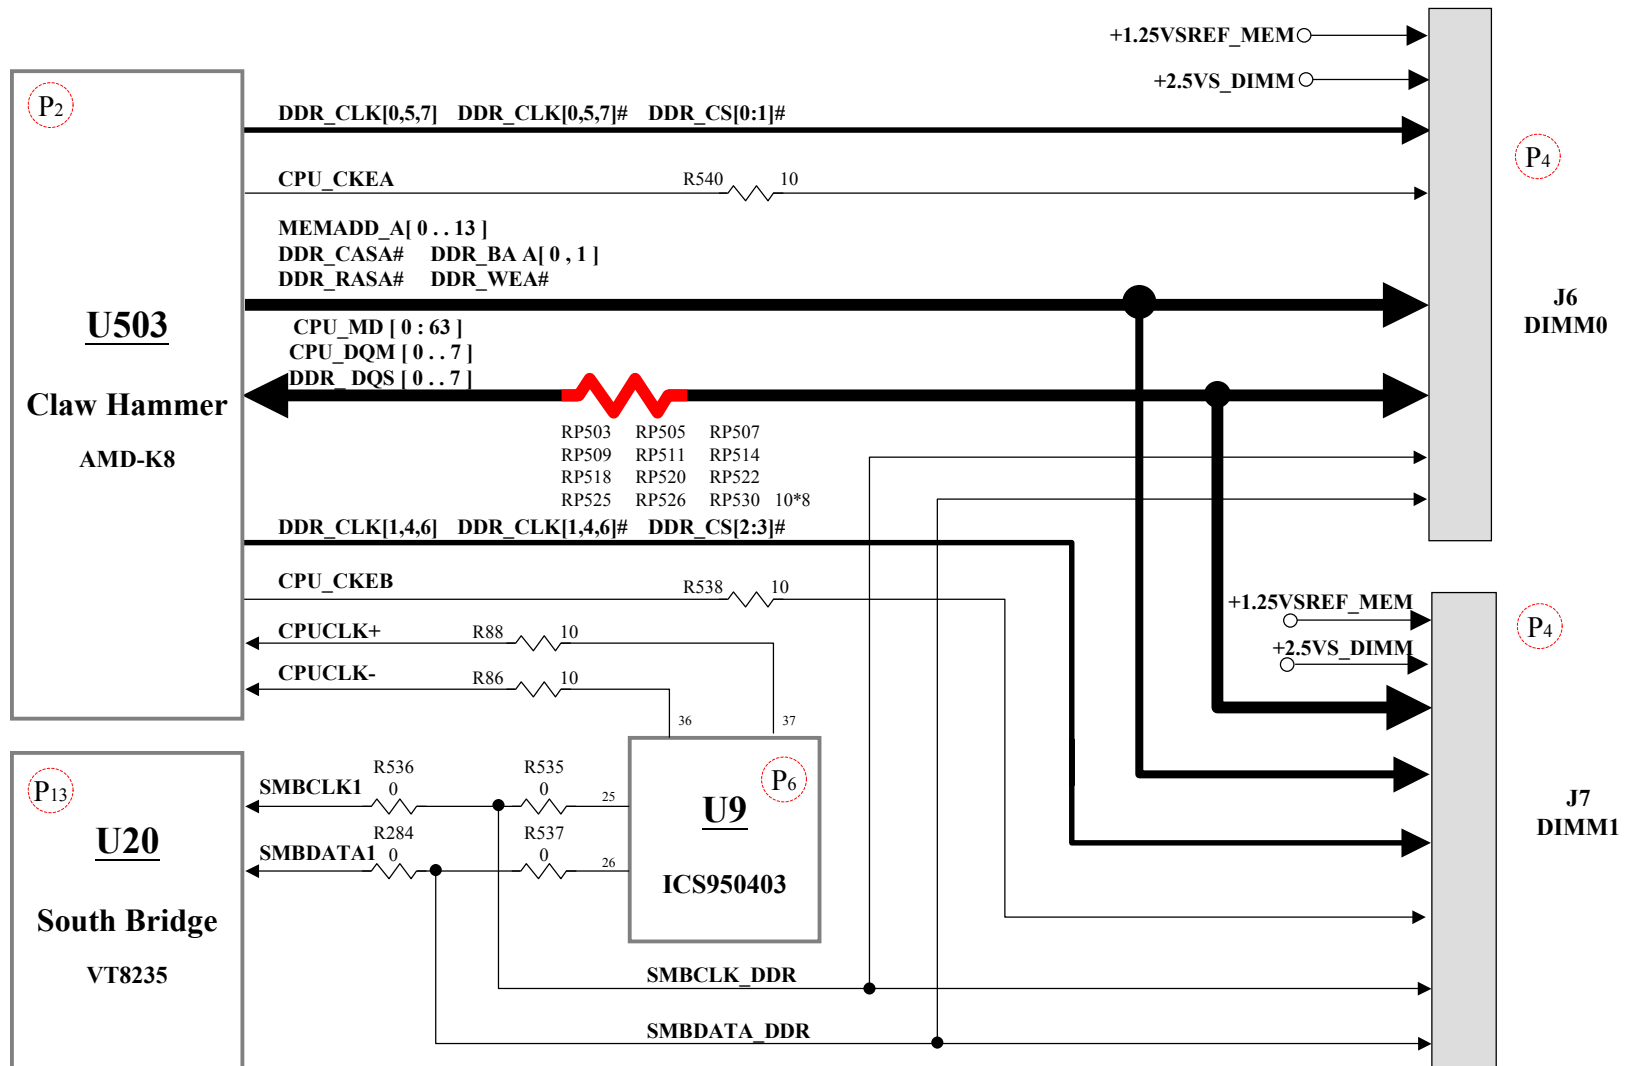 +1.25VSREF_MEM
+2.5VS_DIMM
P2
DDR_CLK[0,5,7] DDR_CLK[0,5,7]# DDR_CS[0:1]#
P4
CPU_CKEA
R540 10
MEMADD_A[ 0 . . 13 ]
DDR_CASA# DDR_BA A[ 0 , 1 ]
DDR_RASA# DDR_WEA#
J6
DIMM0
U503
Claw Hammer
AMD-K8
CPU_MD [ 0 : 63 ]
CPU_DQM [ 0 . . 7 ]
DDR_ DQS [ 0 . . 7 ]
RP503 RP505 RP507
RP509 RP511 RP514
RP518 RP520 RP522
RP525 RP526 RP530 10*8
DDR_CLK[1,4,6] DDR_CLK[1,4,6]# DDR_CS[2:3]#
CPU_CKEB
R538 10
+1.25VSREF_MEM
P4
CPUCLK+
R88 10
+2.5VS_DIMM
CPUCLK-
R86 10
36 37
P13
R536
0
R535
0
SMBCLK1
25
P6
U9
ICS950403
J7
DIMM1
R284
0
R537
0
SMBDATA1
26
U20
South Bridge
VT8235
SMBCLK_DDR
SMBDATA_DDR